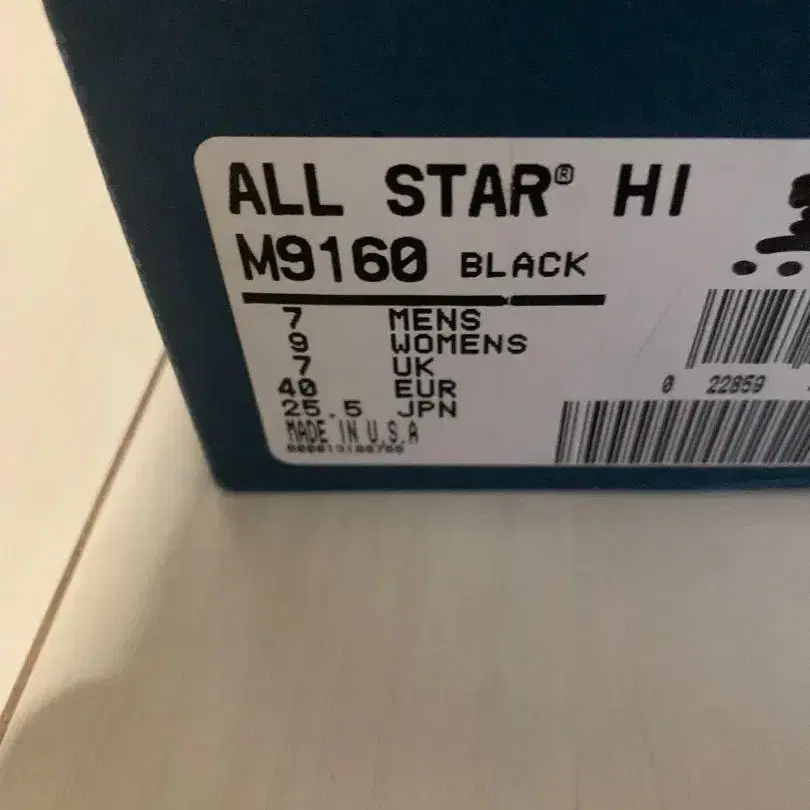 ALL STAR® HI
M9160 BLACK
7 MENS
9 WOMENS
7 UK
40 EUR
25.5 JPN
MADE IN U.S.A
0 22859